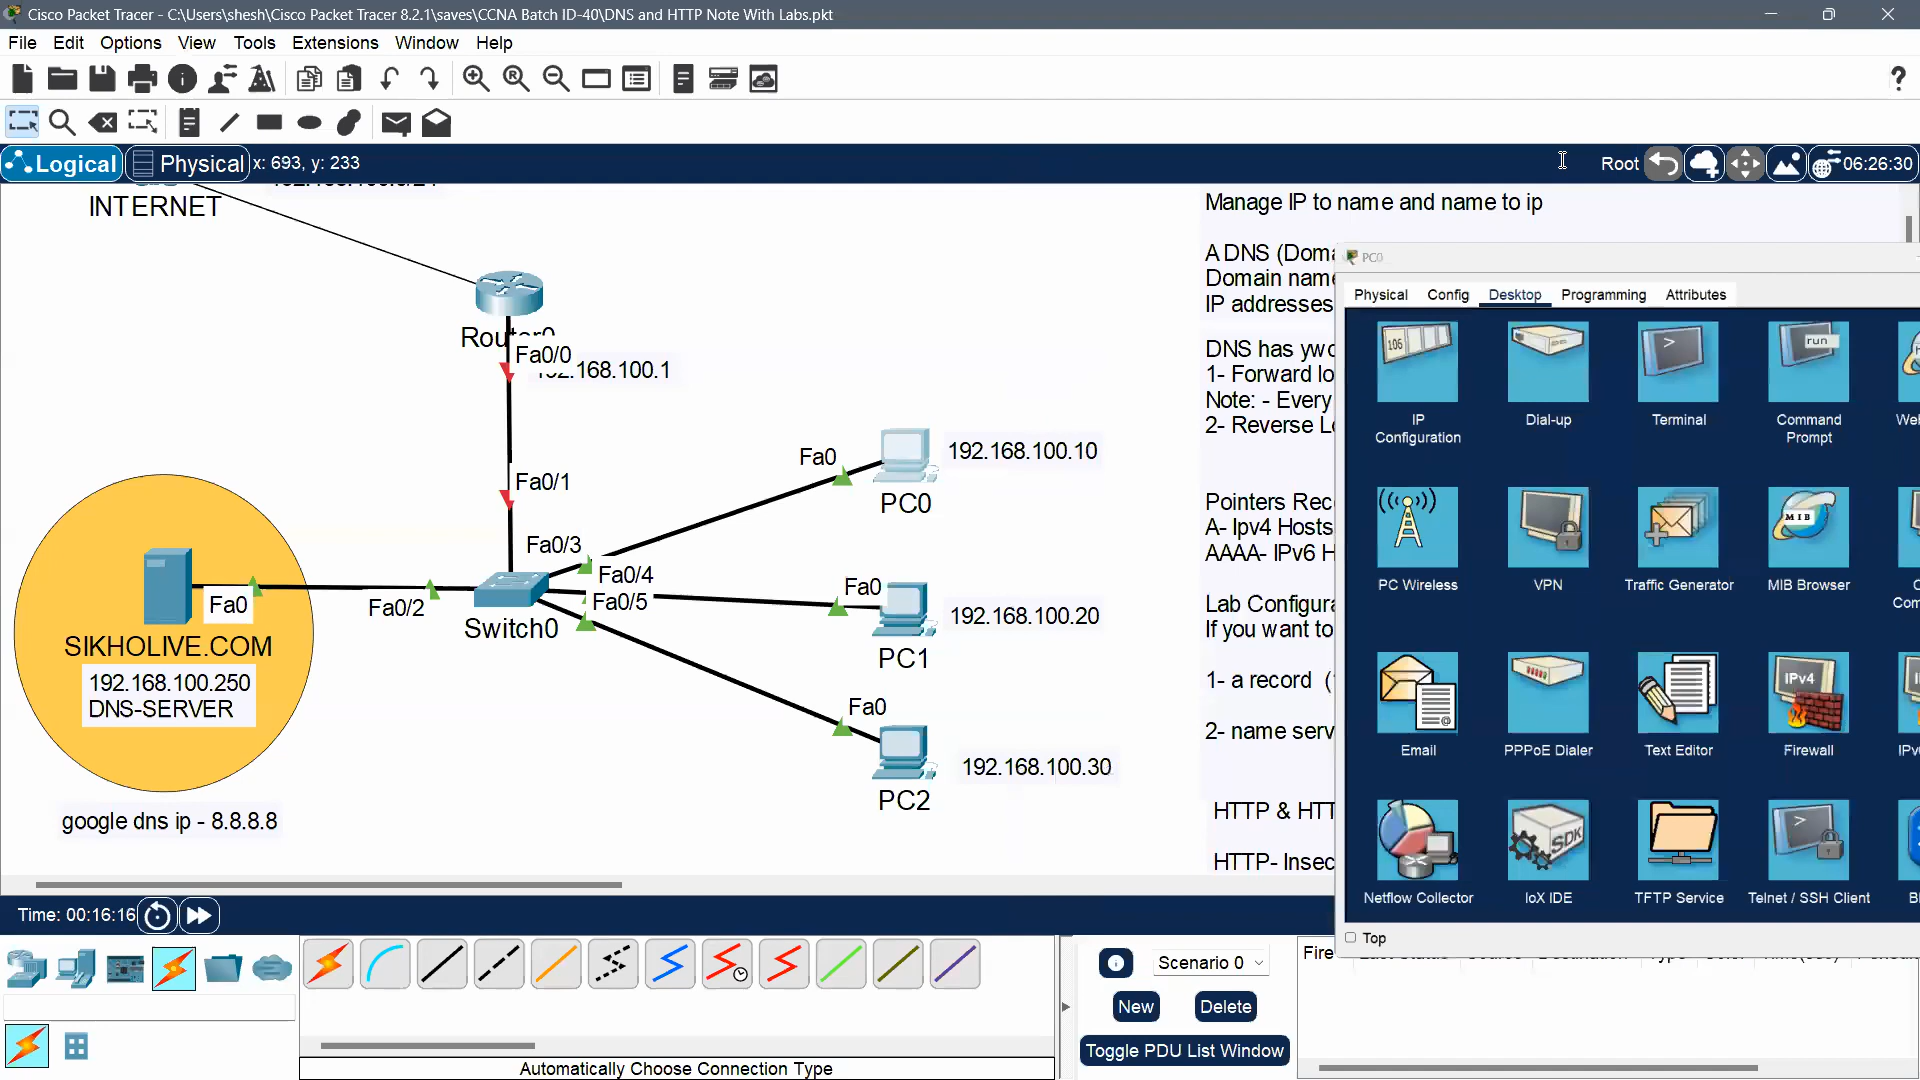 Cisco Packet Tracer - C:\Users\shesh\Cisco Packet Tracer 8.2.1\saves\CCNA Batch ID-40\DNS and HTTP Note With Labs.pkt
File Edit Options View Tools Extensions Window Help
Logical Physical x: 693, y: 233 Root 06:26:30
INTERNET
Router0
Fa0/0
.168.100.1
Fa0/1
Fa0/3
Fa0/4
Fa0/5
Fa0/2
Fa0
Switch0
SIKHOLIVE.COM
192.168.100.250
DNS-SERVER
google dns ip - 8.8.8.8
Fa0
192.168.100.10
PC0
Fa0
192.168.100.20
PC1
Fa0
192.168.100.30
PC2
Manage IP to name and name to ip
A DNS (Doma
Domain name
IP addresses
DNS has ywo
1- Forward lo
Note: - Every
2- Reverse Lo
Pointers Rec
A- Ipv4 Hosts
AAAA- IPv6 H
Lab Configura
If you want to
1- a record (
2- name serv
HTTP & HTT
HTTP- Insec
PC0
Physical Config Desktop Programming Attributes
106
run
IP Configuration
Dial-up
Terminal
Command Prompt
MIB
PC Wireless
VPN
Traffic Generator
MIB Browser
IPv4
Email
PPPoE Dialer
Text Editor
Firewall
SDK
Netflow Collector
IoX IDE
TFTP Service
Telnet / SSH Client
Top
Time: 00:16:16
Scenario 0
New Delete
Toggle PDU List Window
Fire
Automatically Choose Connection Type